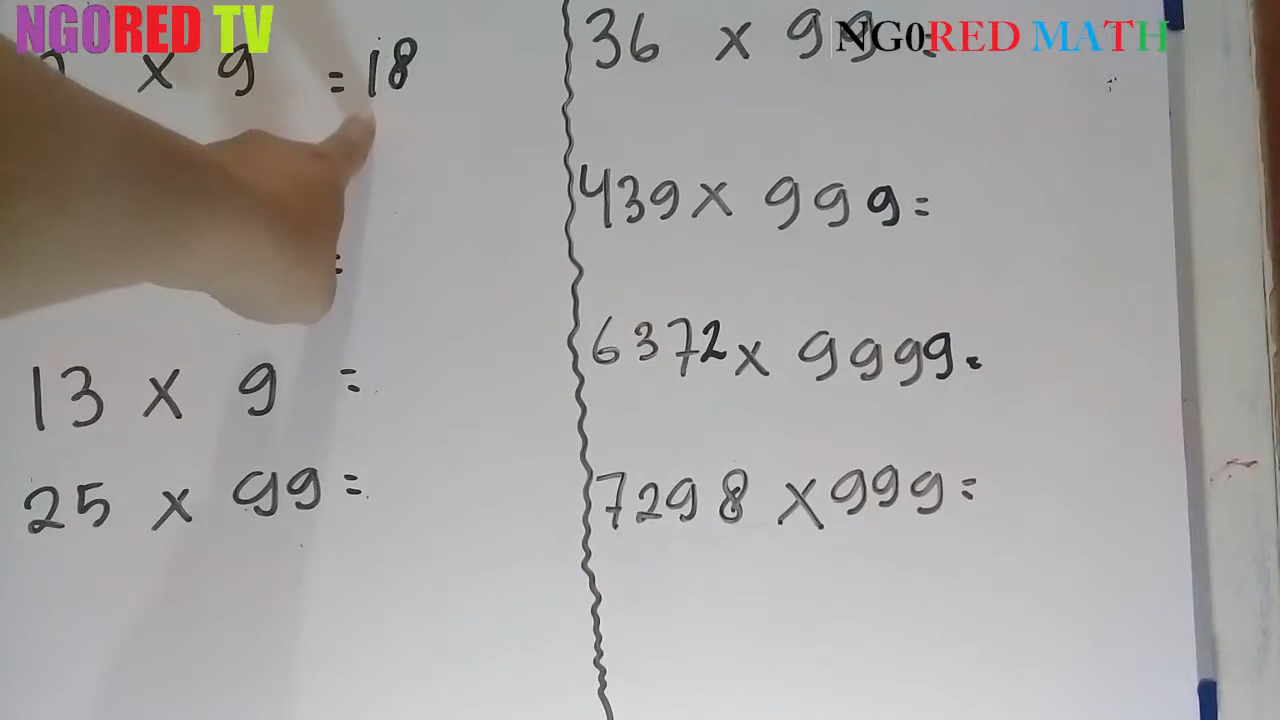 NGORED TV
x 9 = 18
=
13 x 9 =
25 x 99 =
NG0RED MATH
36 x 99 =
439 x 999 =
6372 x 9999 =
7298 x 999 =